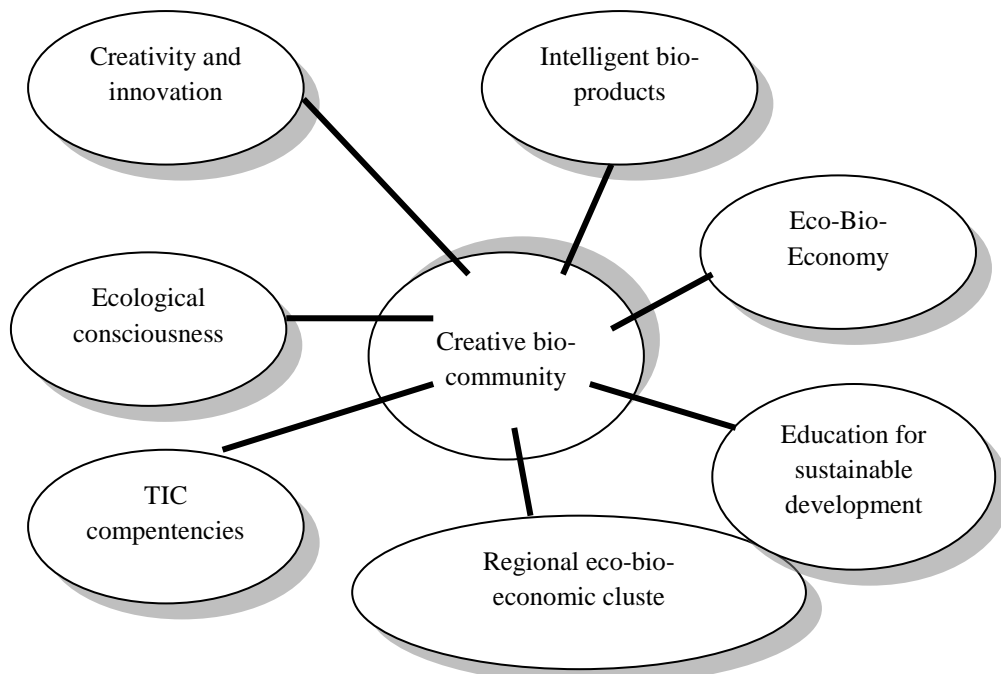 Creativity and
innovation
Intelligent bio-
products
Eco-Bio-
Economy
Ecological
consciousness
Creative bio-
community
Education for
sustainable
development
TIC
compentencies
Regional eco-bio-
economic cluste